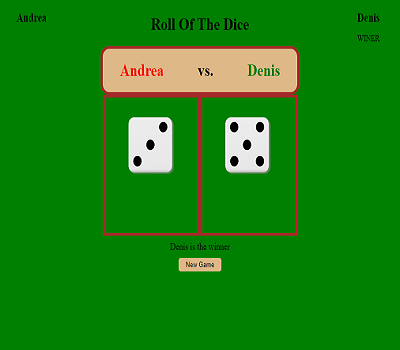 Andrea
Roll Of The Dice
Denis
WINER
Andrea vs. Denis
Denis is the winner
New Game